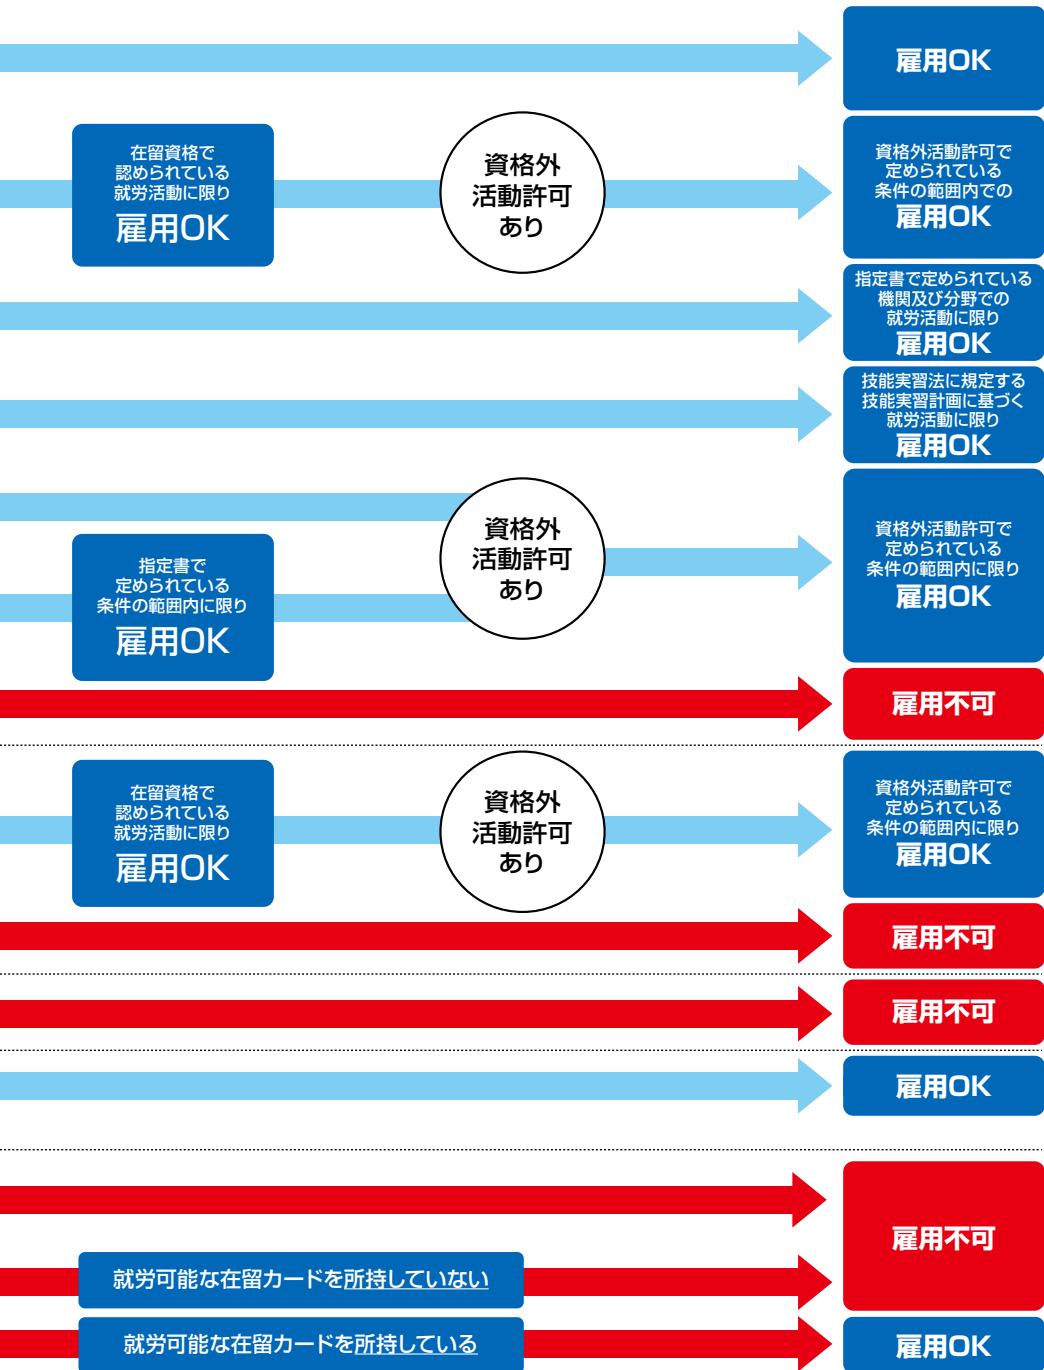 雇用OK
在留資格で
認められている
就労活動に限り
雇用OK
資格外
活動許可
あり
資格外活動許可で
定められている
条件の範囲内での
雇用OK
指定書で定められている
機関及び分野での
就労活動に限り
雇用OK
技能実習法に規定する
技能実習計画に基づく
就労活動に限り
雇用OK
指定書で
定められている
条件の範囲内に限り
雇用OK
資格外
活動許可
あり
資格外活動許可で
定められている
条件の範囲内に限り
雇用OK
雇用不可
在留資格で
認められている
就労活動に限り
雇用OK
資格外
活動許可
あり
資格外活動許可で
定められている
条件の範囲内に限り
雇用OK
雇用不可
雇用不可
雇用OK
雇用不可
就労可能な在留カードを所持していない
就労可能な在留カードを所持している
雇用OK